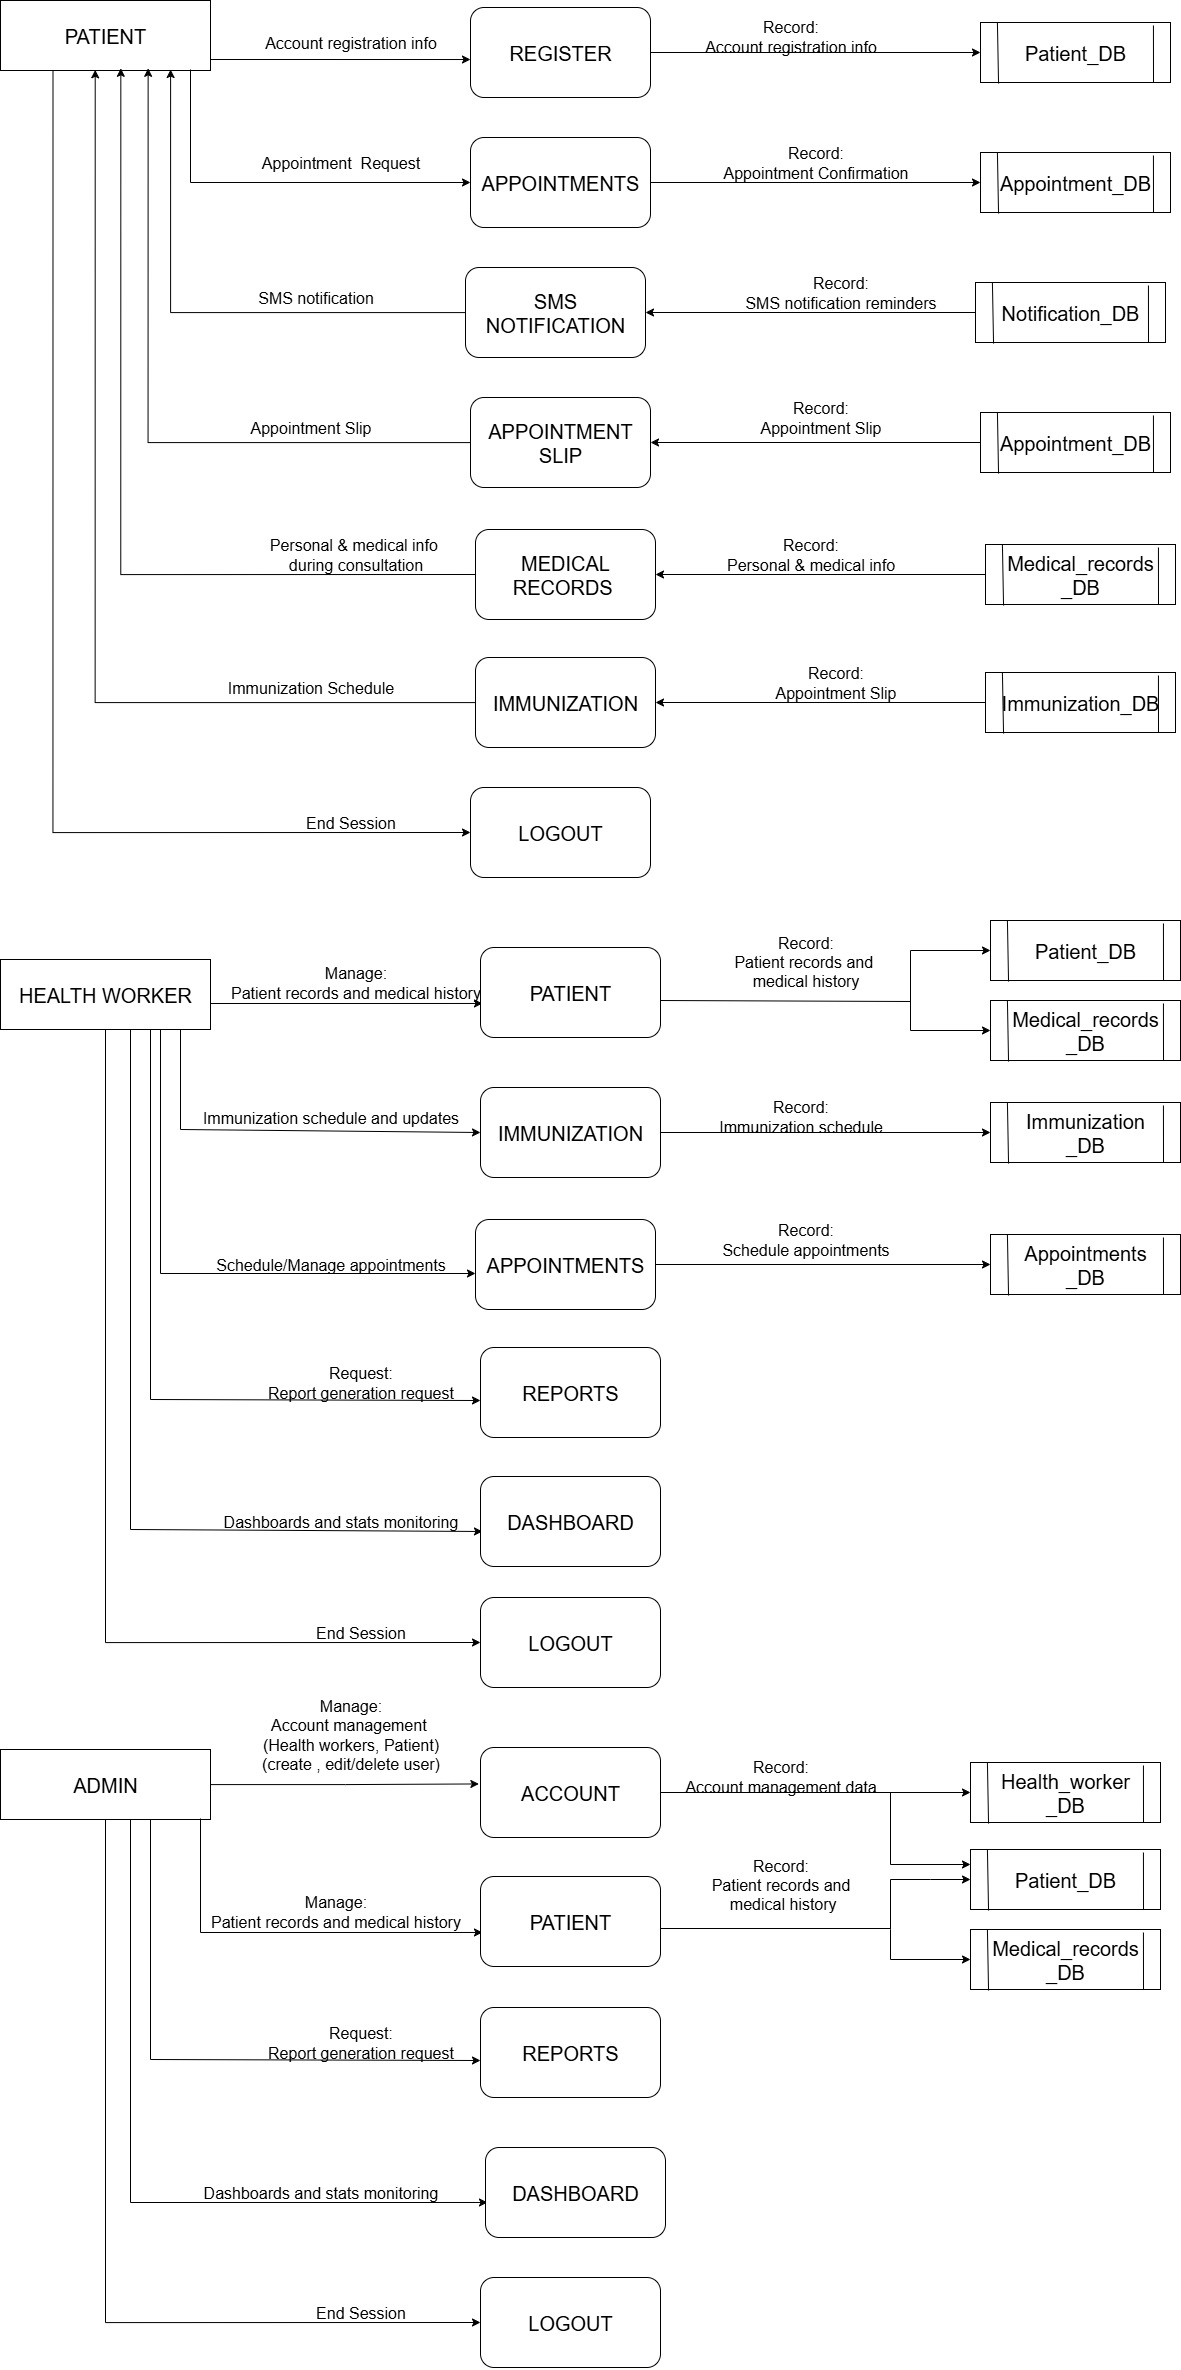 PATIENT
Account registration info
REGISTER
Record:
Account registration info
Patient_DB
Appointment  Request
APPOINTMENTS
Record:
Appointment Confirmation
Appointment_DB
SMS notification
SMS
NOTIFICATION
Record:
SMS notification reminders
Notification_DB
Appointment Slip
APPOINTMENT
SLIP
Record:
Appointment Slip
Appointment_DB
Personal & medical info
during consultation
MEDICAL
RECORDS
Record:
Personal & medical info
Medical_records
_DB
Immunization Schedule
IMMUNIZATION
Record:
Appointment Slip
Immunization_DB
End Session
LOGOUT
HEALTH WORKER
Manage:
Patient records and medical history
PATIENT
Record:
Patient records and
medical history
Patient_DB
Medical_records
_DB
Immunization schedule and updates
IMMUNIZATION
Record:
Immunization schedule
Immunization
_DB
Schedule/Manage appointments
APPOINTMENTS
Record:
Schedule appointments
Appointments
_DB
Request:
Report generation request
REPORTS
Dashboards and stats monitoring
DASHBOARD
End Session
LOGOUT
ADMIN
Manage:
Account management
(Health workers, Patient)
(create , edit/delete user)
ACCOUNT
Record:
Account management data
Health_worker
_DB
Manage:
Patient records and medical history
PATIENT
Record:
Patient records and
medical history
Patient_DB
Medical_records
_DB
Request:
Report generation request
REPORTS
Dashboards and stats monitoring
DASHBOARD
End Session
LOGOUT